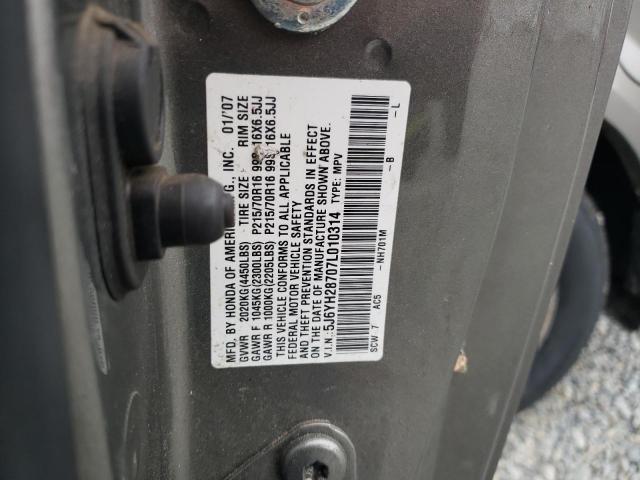 MFD. BY HONDA OF AMERICA MFG., INC. 01/'07
GVWR 2020KG(4450LBS) TIRE SIZE RIM SIZE
GAWR F 1045KG(2300LBS) P215/70R16 99S 16X6.5JJ
GAWR R 1000KG(2205LBS) P215/70R16 99S 16X6.5JJ
THIS VEHICLE CONFORMS TO ALL APPLICABLE
FEDERAL MOTOR VEHICLE SAFETY
AND THEFT PREVENTION STANDARDS IN EFFECT
ON THE DATE OF MANUFACTURE SHOWN ABOVE.
V.I.N.: 5J6YH28707L010314 TYPE: MPV
SCW 7 AC5 -NH701M -B -L